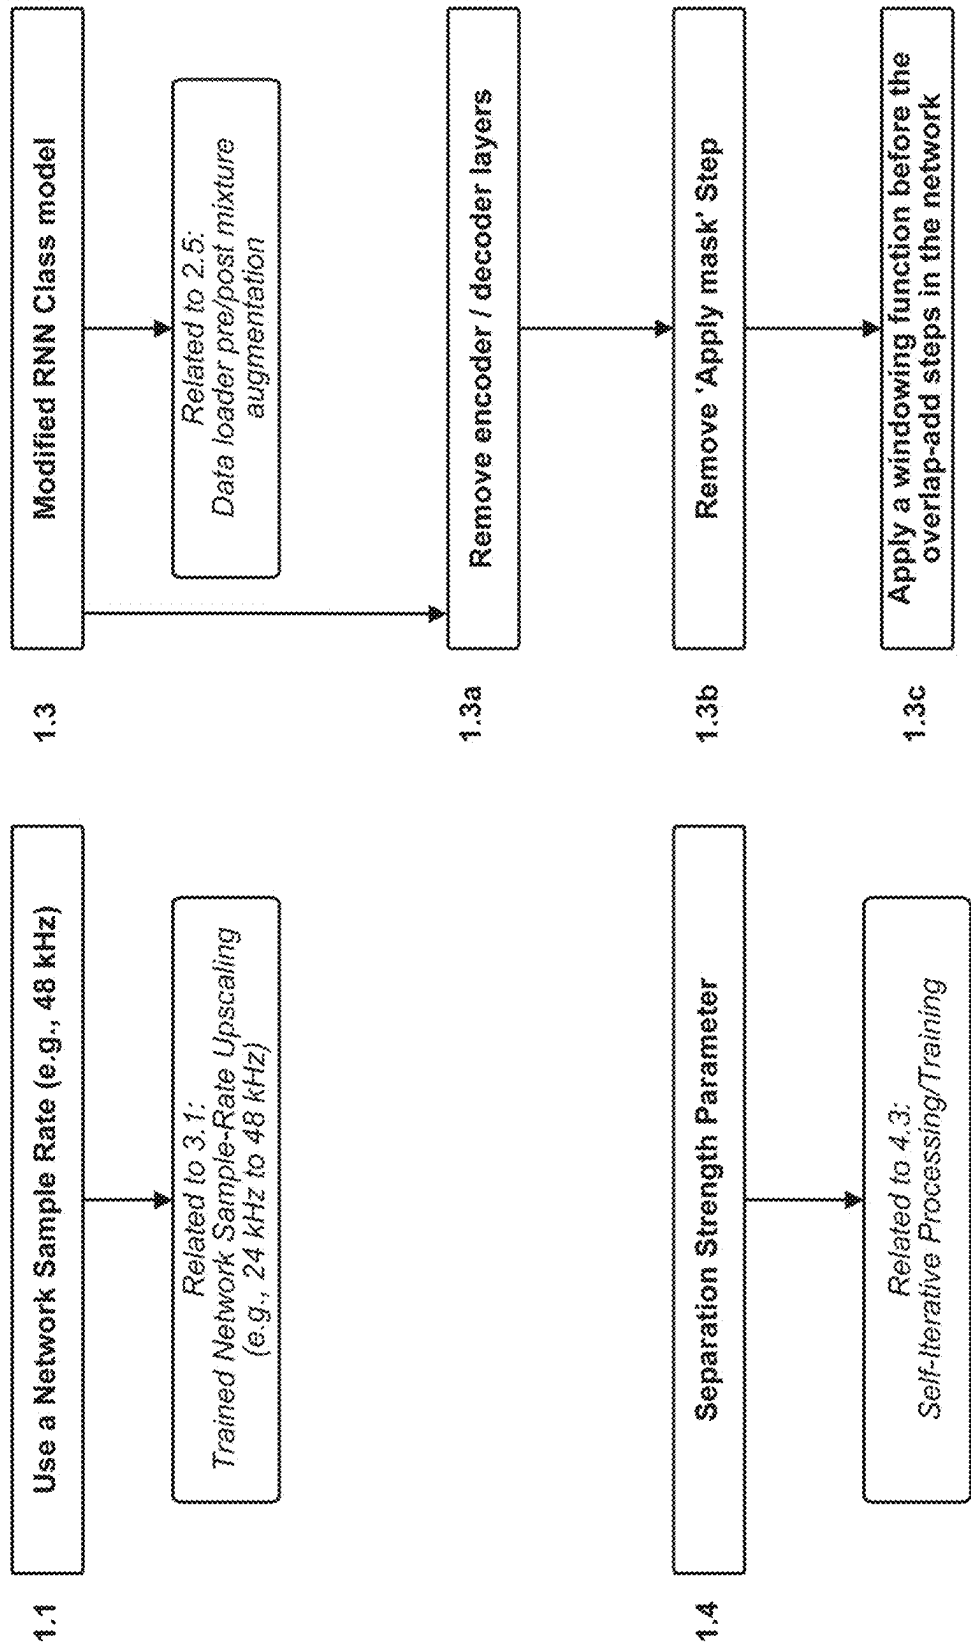 1.1
Use a Network Sample Rate (e.g., 48 kHz)
Related to 3.1:
Trained Network Sample-Rate Upscaling
(e.g., 24 kHz to 48 kHz)
1.4
Separation Strength Parameter
Related to 4.3:
Self-Iterative Processing/Training
1.3
Modified RNN Class model
Related to 2.5:
Data loader pre/post mixture
augmentation
1.3a
Remove encoder / decoder layers
1.3b
Remove 'Apply mask' Step
1.3c
Apply a windowing function before the
overlap-add steps in the network